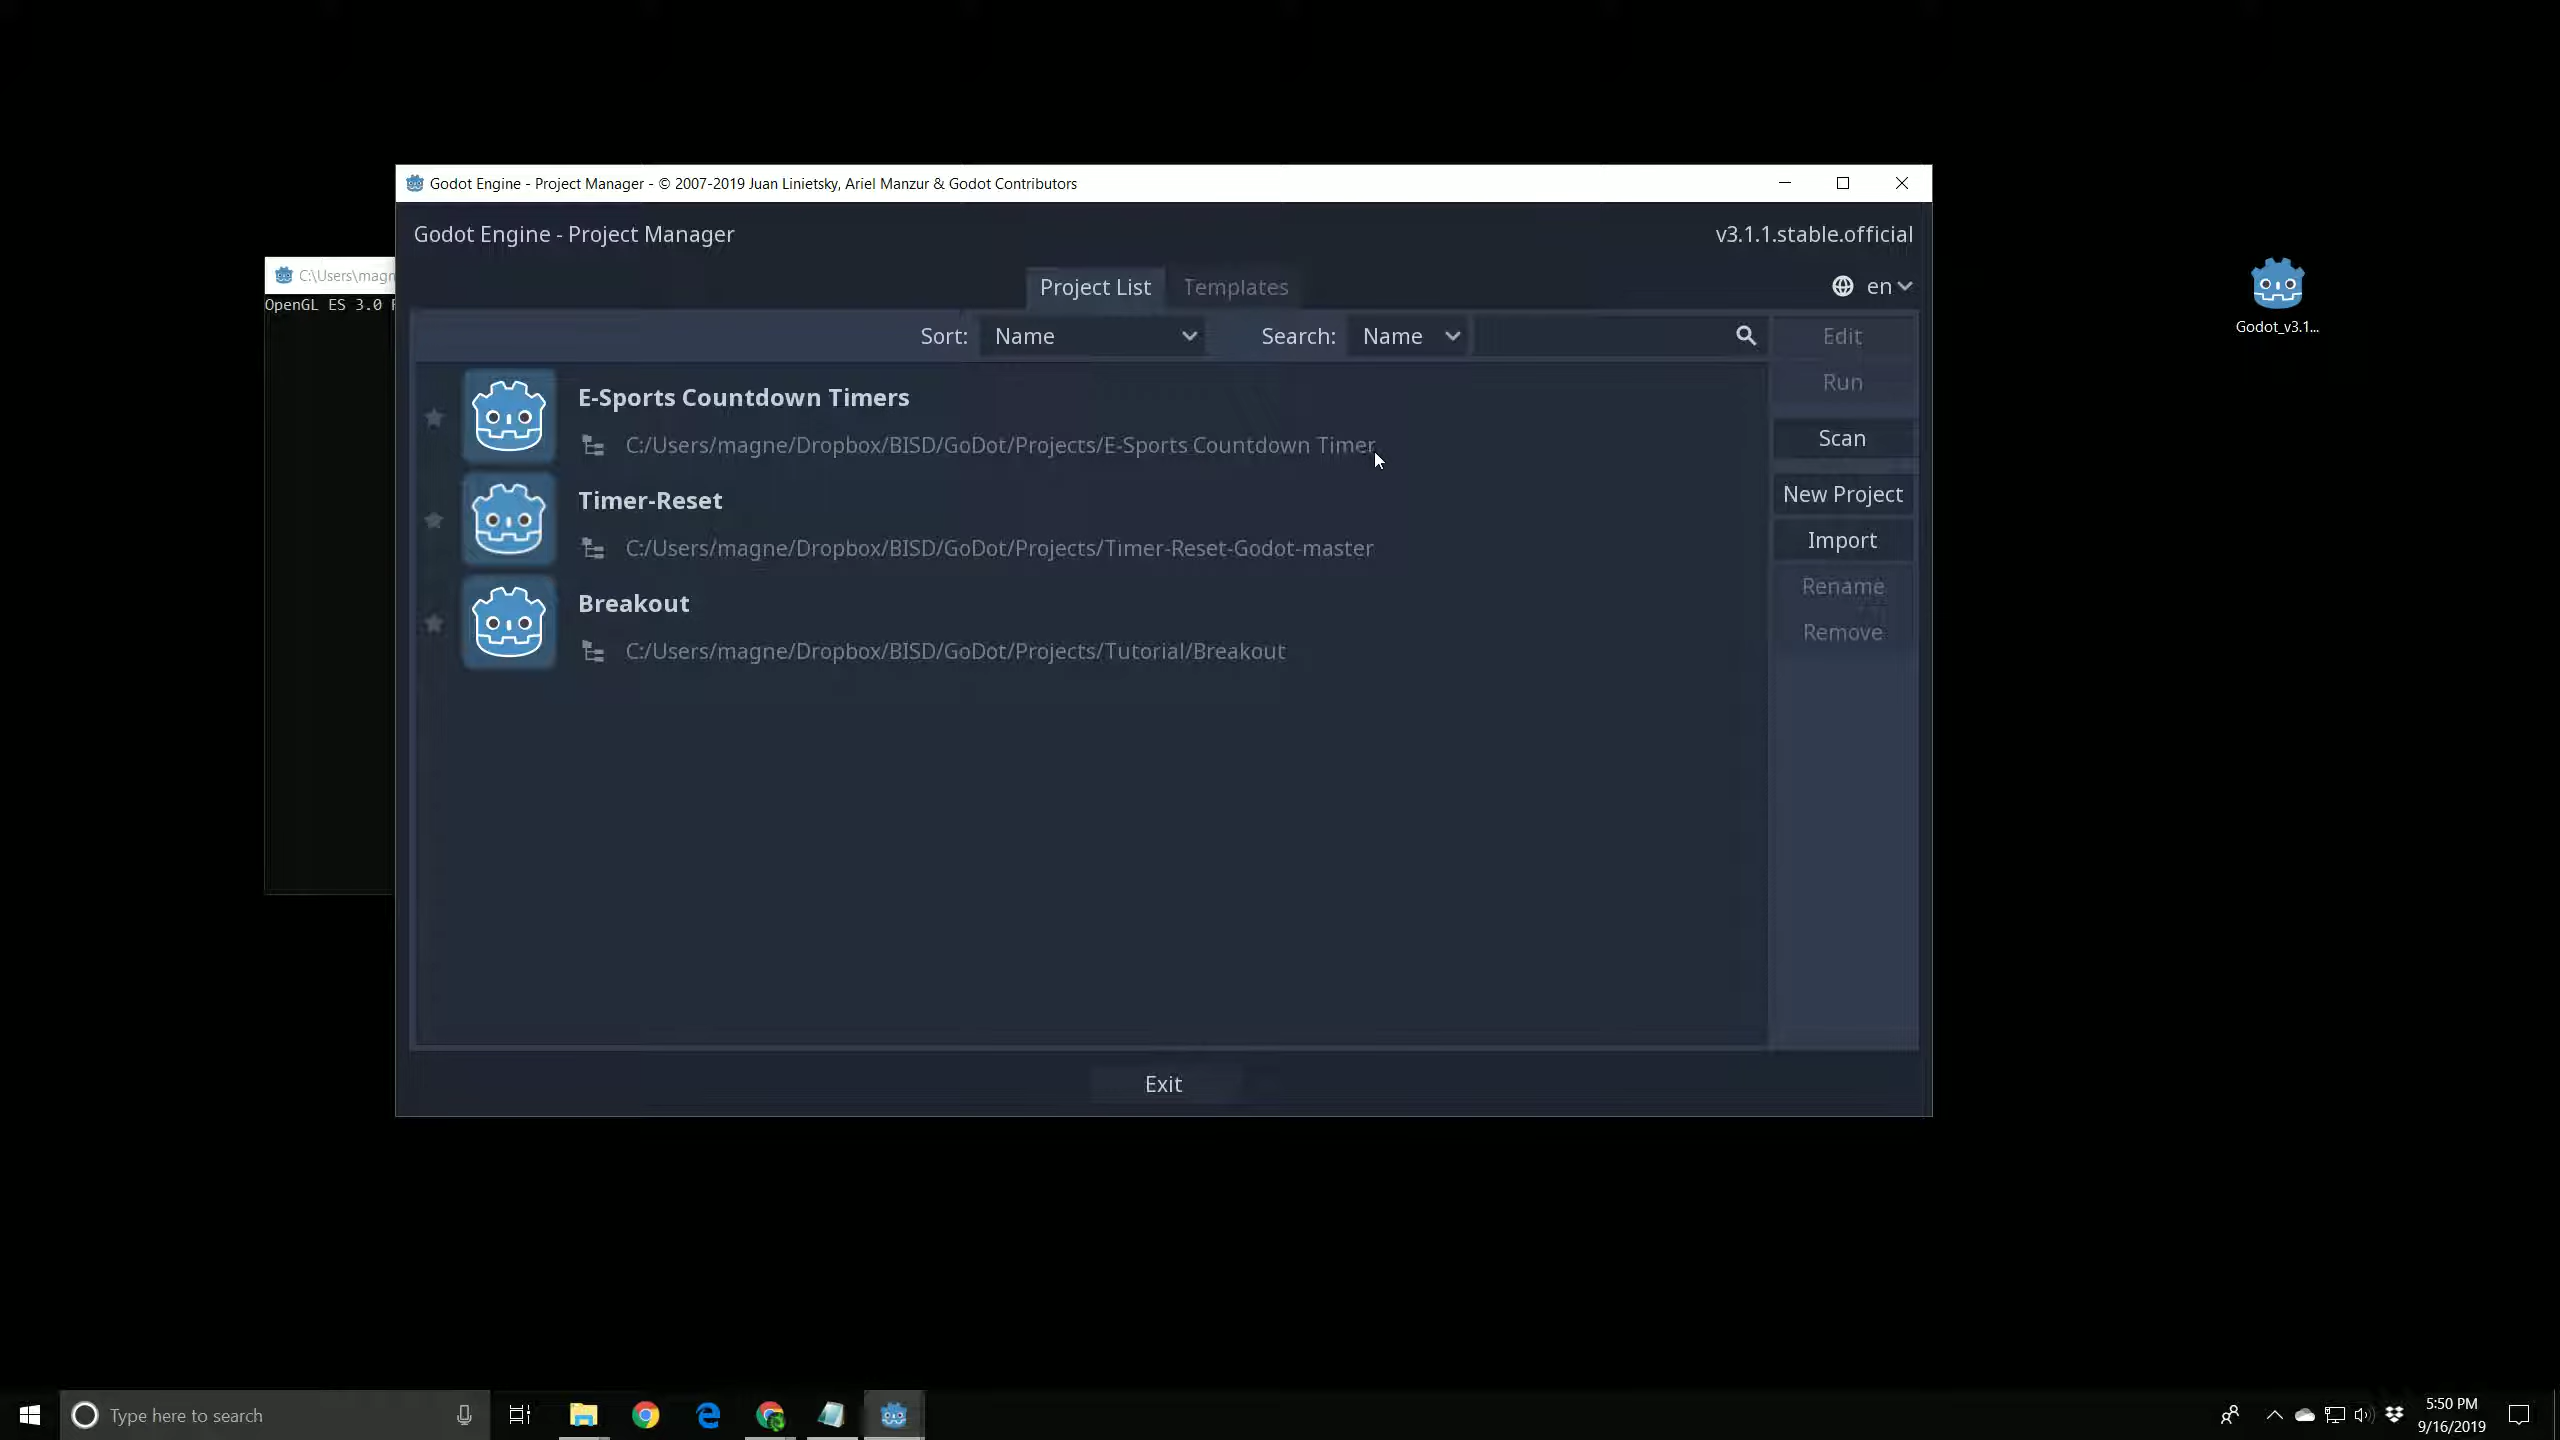 Godot Engine - Project Manager - © 2007-2019 Juan Linietsky, Ariel Manzur & Godot Contributors
Godot Engine - Project Manager
v3.1.1.stable.official
C:\Users\magn
OpenGL ES 3.0
Project List
Templates
en
Godot_v3.1...
Sort:
Name
Search:
Name
Edit
Run
Scan
New Project
Import
Rename
Remove
E-Sports Countdown Timers
C:/Users/magne/Dropbox/BISD/GoDot/Projects/E-Sports Countdown Timer
Timer-Reset
C:/Users/magne/Dropbox/BISD/GoDot/Projects/Timer-Reset-Godot-master
Breakout
C:/Users/magne/Dropbox/BISD/GoDot/Projects/Tutorial/Breakout
Exit
Type here to search
5:50 PM
9/16/2019